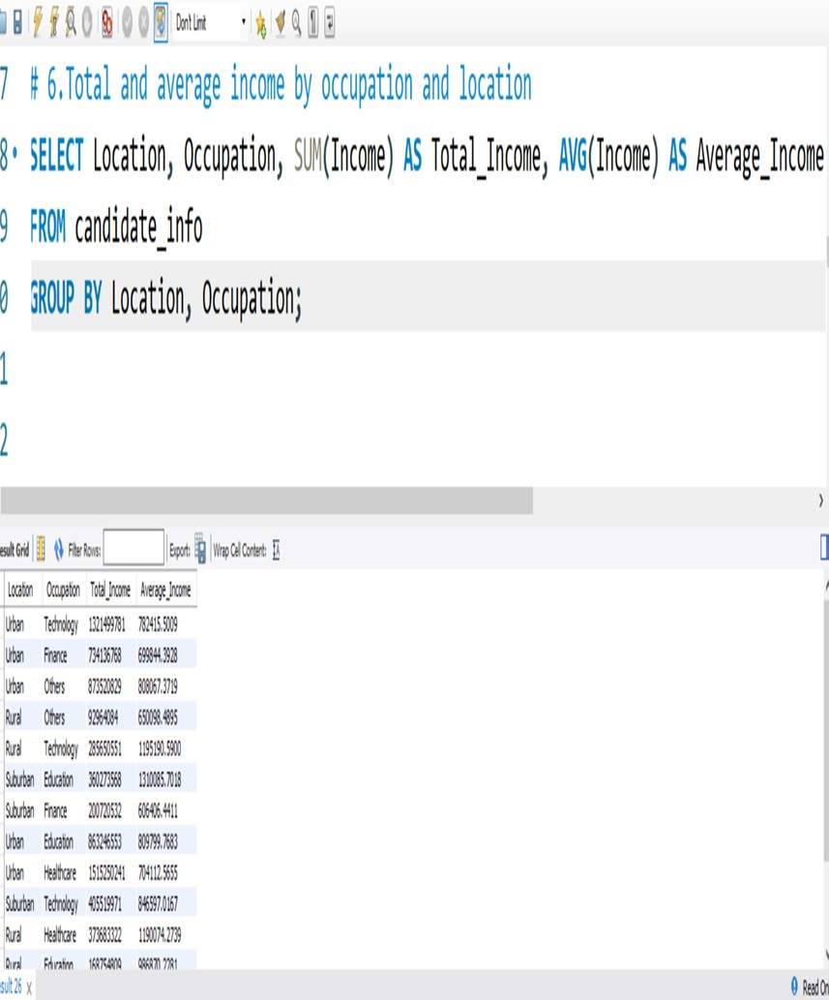 Don't Limit
7 # 6.Total and average income by occupation and location
8 SELECT Location, Occupation, SUM(Income) AS Total_Income, AVG(Income) AS Average_Income
9 FROM candidate_info
0 GROUP BY Location, Occupation;
1
2
esult Grid Filter Rows: Export: Wrap Cell Content:
Location Occupation Total_Income Average_Income
Urban Technology 1321499781 782415.5009
Urban Finance 734136768 699844.3928
Urban Others 873520829 808067.3719
Rural Others 92964084 650098.4895
Rural Technology 285650551 1195190.5900
Suburban Education 360273568 1310085.7018
Suburban Finance 200720532 606406.4411
Urban Education 863246553 809799.7683
Urban Healthcare 1515250241 704112.5655
Suburban Technology 405519971 846597.0167
Rural Healthcare 373683322 1190074.2739
Rural Education 168754809 986870.2281
sult 26 x Read On